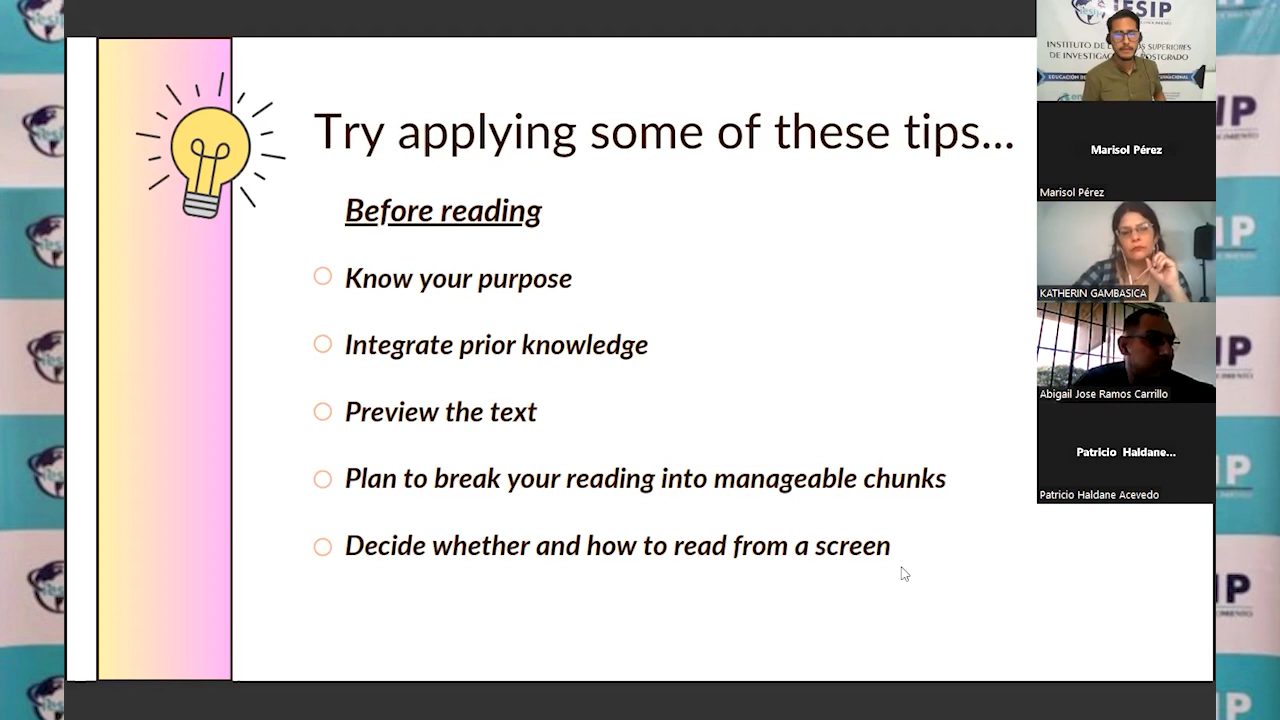 Try applying some of these tips...
Before reading
Know your purpose
Integrate prior knowledge
Preview the text
Plan to break your reading into manageable chunks
Decide whether and how to read from a screen
IESIP
INSTITUTO DE SUPERIORES
DE POSTGRADO
Marisol Pérez
Marisol Pérez
KATHERIN GAMBASICA
Abigail Jose Ramos Carrillo
Patricio Haldane...
Patricio Haldane Acevedo